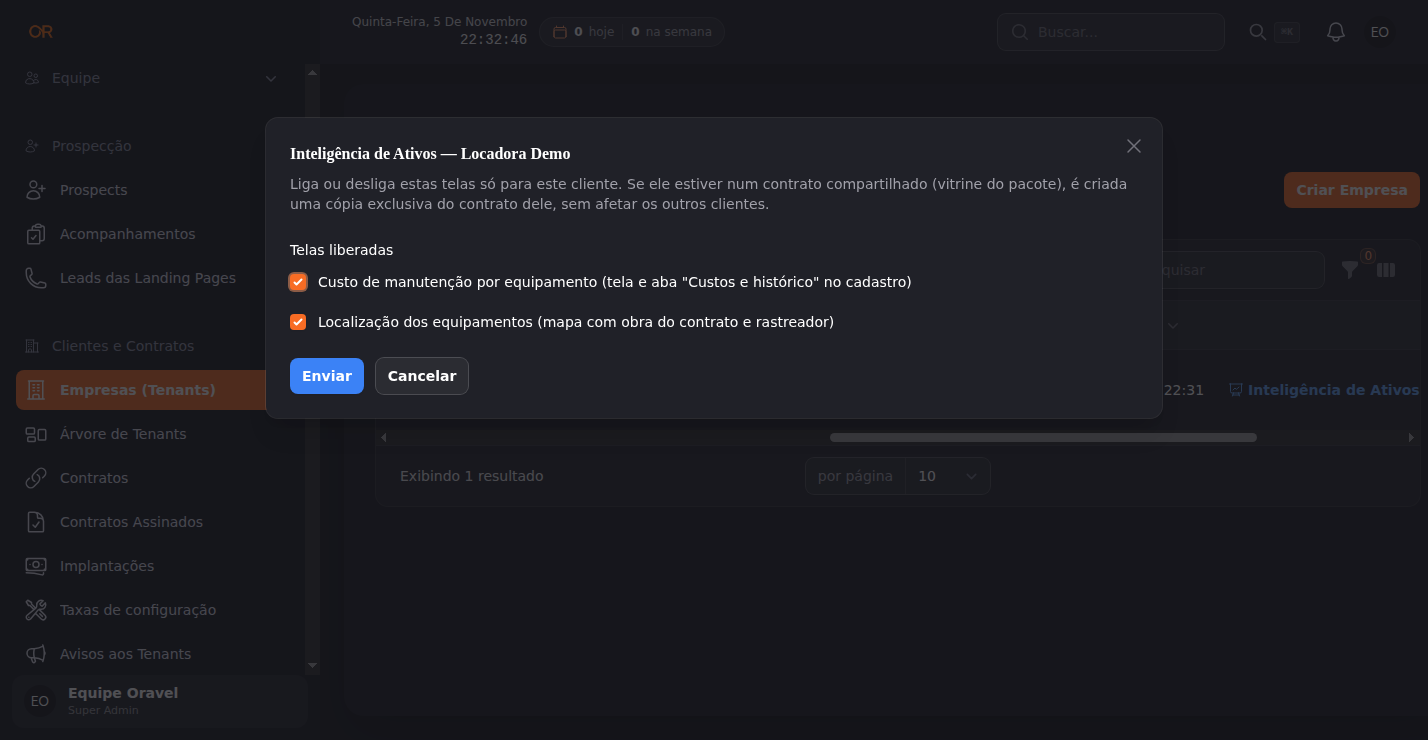 OR
Quinta-Feira, 5 De Novembro
22:32:46
0 hoje
0 na semana
Buscar...
⌘K
EO
Equipe
Prospecção
Prospects
Acompanhamentos
Leads das Landing Pages
Clientes e Contratos
Empresas (Tenants)
Árvore de Tenants
Contratos
Contratos Assinados
Implantações
Taxas de configuração
Avisos aos Tenants
EO
Equipe Oravel
Super Admin
Criar Empresa
quisar
0
Inteligência de Ativos — Locadora Demo
Liga ou desliga estas telas só para este cliente. Se ele estiver num contrato compartilhado (vitrine do pacote), é criada
uma cópia exclusiva do contrato dele, sem afetar os outros clientes.
Telas liberadas
Custo de manutenção por equipamento (tela e aba "Custos e histórico" no cadastro)
Localização dos equipamentos (mapa com obra do contrato e rastreador)
Enviar
Cancelar
22:31
Inteligência de Ativos
Exibindo 1 resultado
por página
10